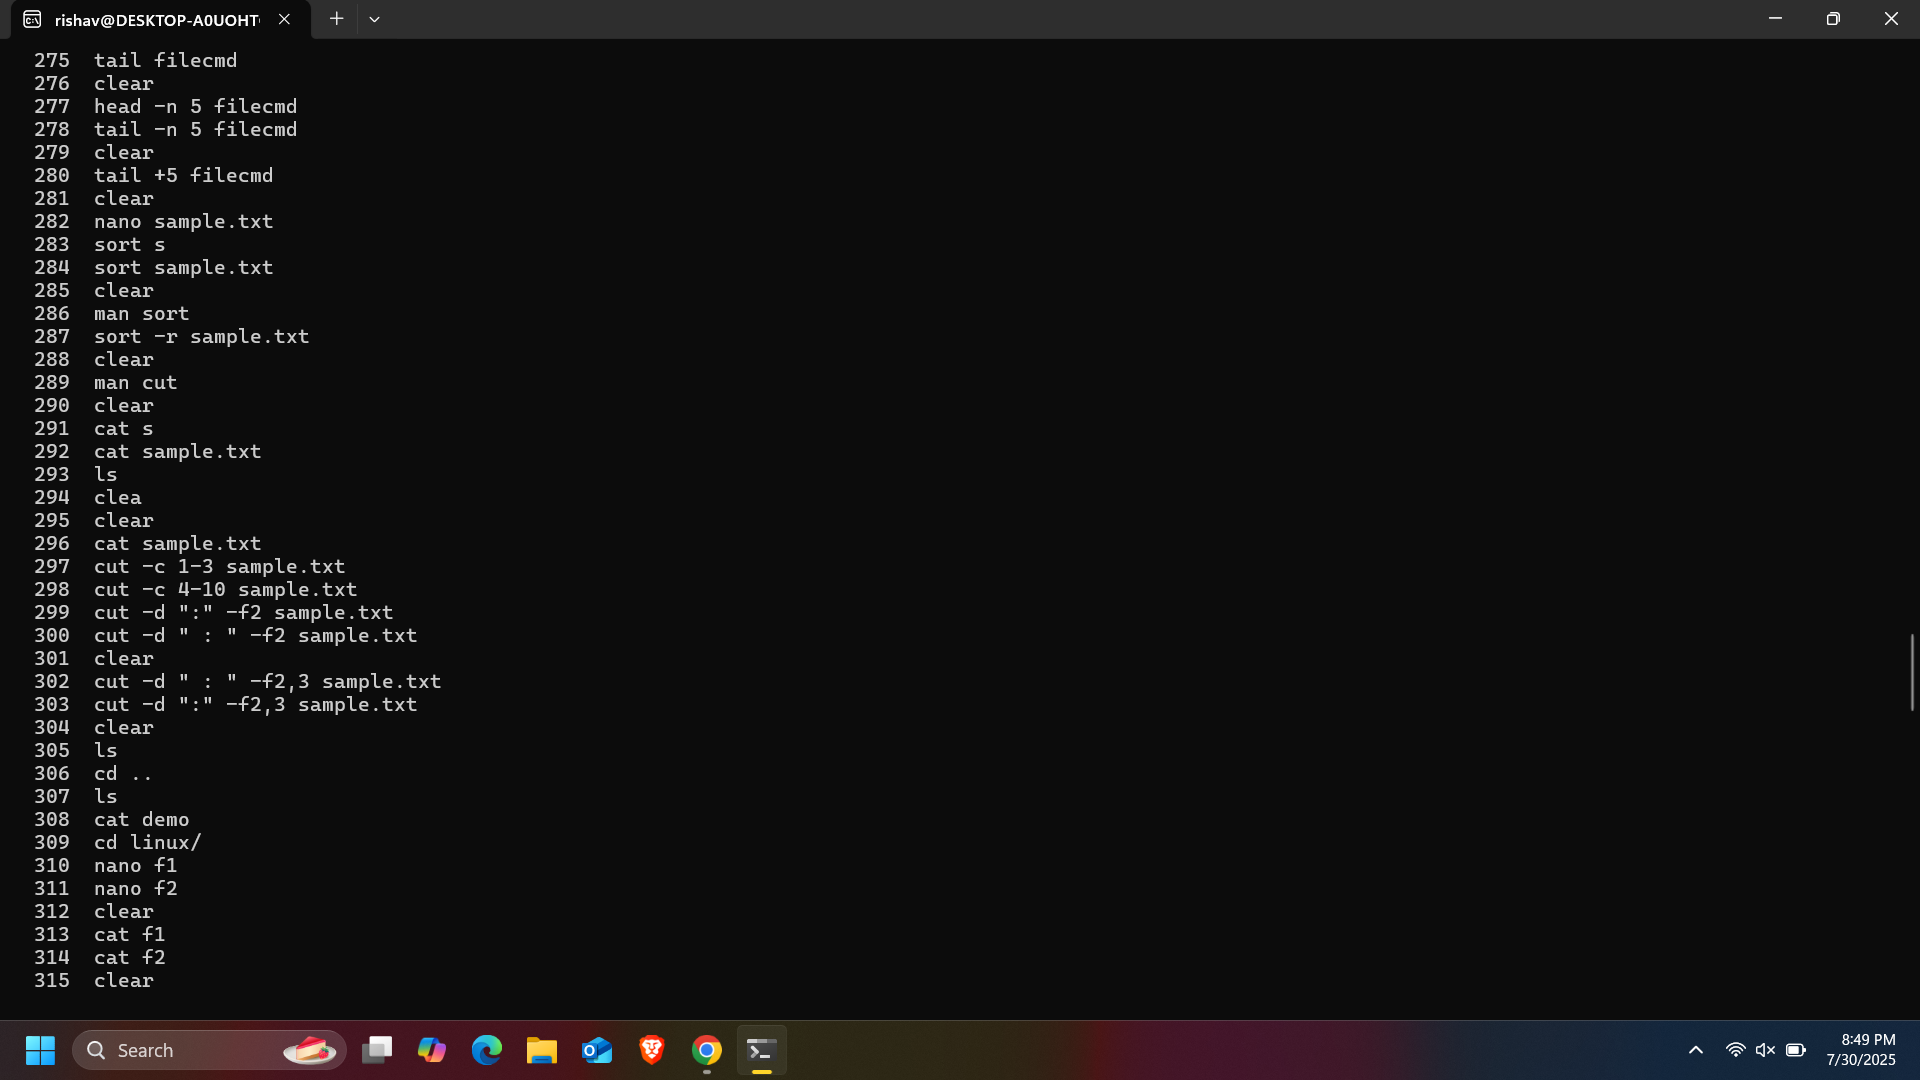 rishav@DESKTOP-A0UOHT
275  tail filecmd
276  clear
277  head -n 5 filecmd
278  tail -n 5 filecmd
279  clear
280  tail +5 filecmd
281  clear
282  nano sample.txt
283  sort s
284  sort sample.txt
285  clear
286  man sort
287  sort -r sample.txt
288  clear
289  man cut
290  clear
291  cat s
292  cat sample.txt
293  ls
294  clea
295  clear
296  cat sample.txt
297  cut -c 1-3 sample.txt
298  cut -c 4-10 sample.txt
299  cut -d ":" -f2 sample.txt
300  cut -d " : " -f2 sample.txt
301  clear
302  cut -d " : " -f2,3 sample.txt
303  cut -d ":" -f2,3 sample.txt
304  clear
305  ls
306  cd ..
307  ls
308  cat demo
309  cd linux/
310  nano f1
311  nano f2
312  clear
313  cat f1
314  cat f2
315  clear
Search
8:49 PM
7/30/2025